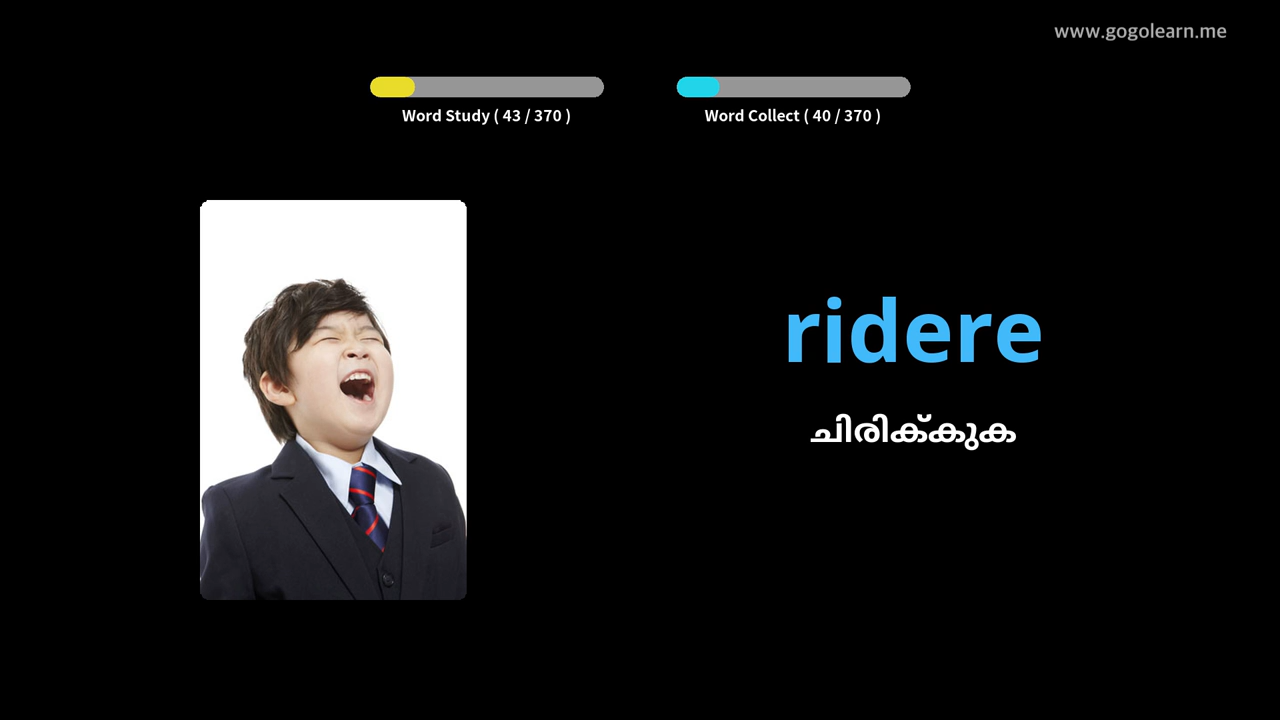 www.gogolearn.me
Word Study ( 43 / 370 )
Word Collect ( 40 / 370 )
ridere
ചിരിക്കുക